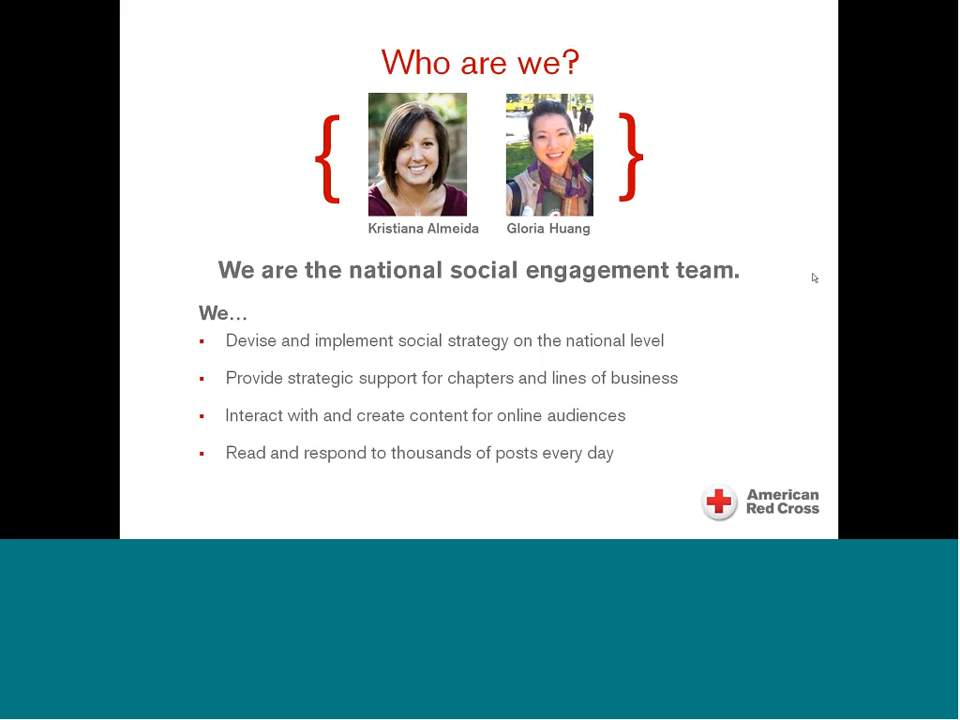 Who are we?
{ }
Kristiana Almeida Gloria Huang
We are the national social engagement team.
We...
▪ Devise and implement social strategy on the national level
▪ Provide strategic support for chapters and lines of business
▪ Interact with and create content for online audiences
▪ Read and respond to thousands of posts every day
American
Red Cross